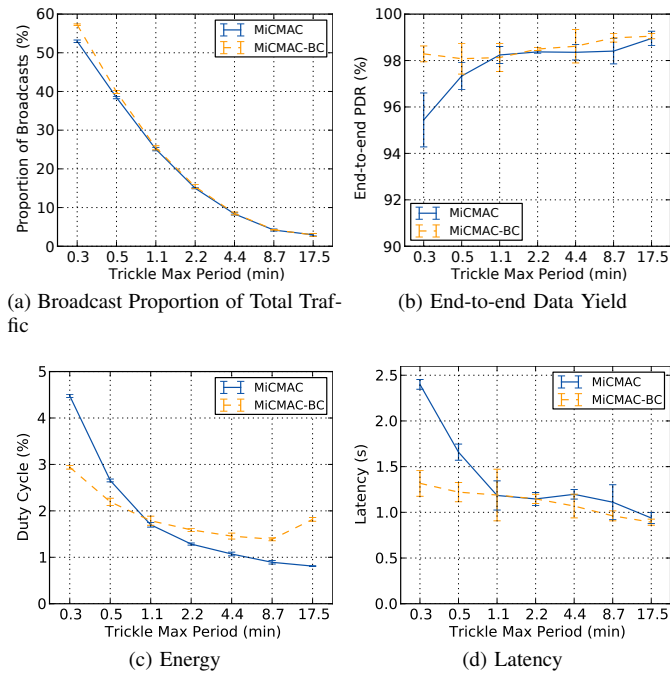 60
50
40
30
20
10
0
Proportion of Broadcasts (%)
MiCMAC
MiCMAC-BC
0.3 0.5 1.1 2.2 4.4 8.7 17.5
Trickle Max Period (min)
(a) Broadcast Proportion of Total Traf-
fic
100
98
96
94
92
90
End-to-end PDR (%)
MiCMAC
MiCMAC-BC
0.3 0.5 1.1 2.2 4.4 8.7 17.5
Trickle Max Period (min)
(b) End-to-end Data Yield
5
4
3
2
1
0
Duty Cycle (%)
MiCMAC
MiCMAC-BC
0.3 0.5 1.1 2.2 4.4 8.7 17.5
Trickle Max Period (min)
(c) Energy
2.5
2.0
1.5
1.0
0.5
0.0
Latency (s)
MiCMAC
MiCMAC-BC
0.3 0.5 1.1 2.2 4.4 8.7 17.5
Trickle Max Period (min)
(d) Latency